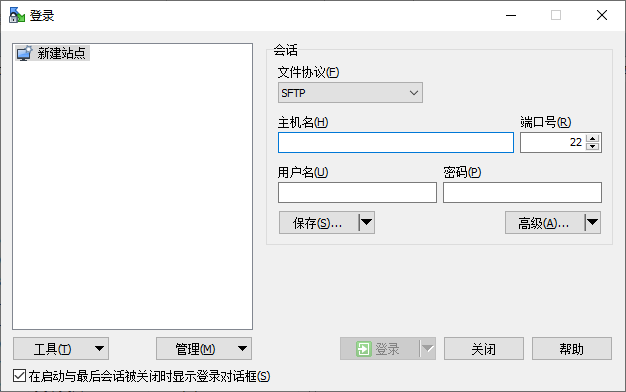 登录
新建站点
会话
文件协议(F)
SFTP
主机名(H)
端口号(R)
22
用户名(U)
密码(P)
保存(S)...
高级(A)...
工具(T)
管理(M)
登录
关闭
帮助
在启动与最后会话被关闭时显示登录对话框(S)